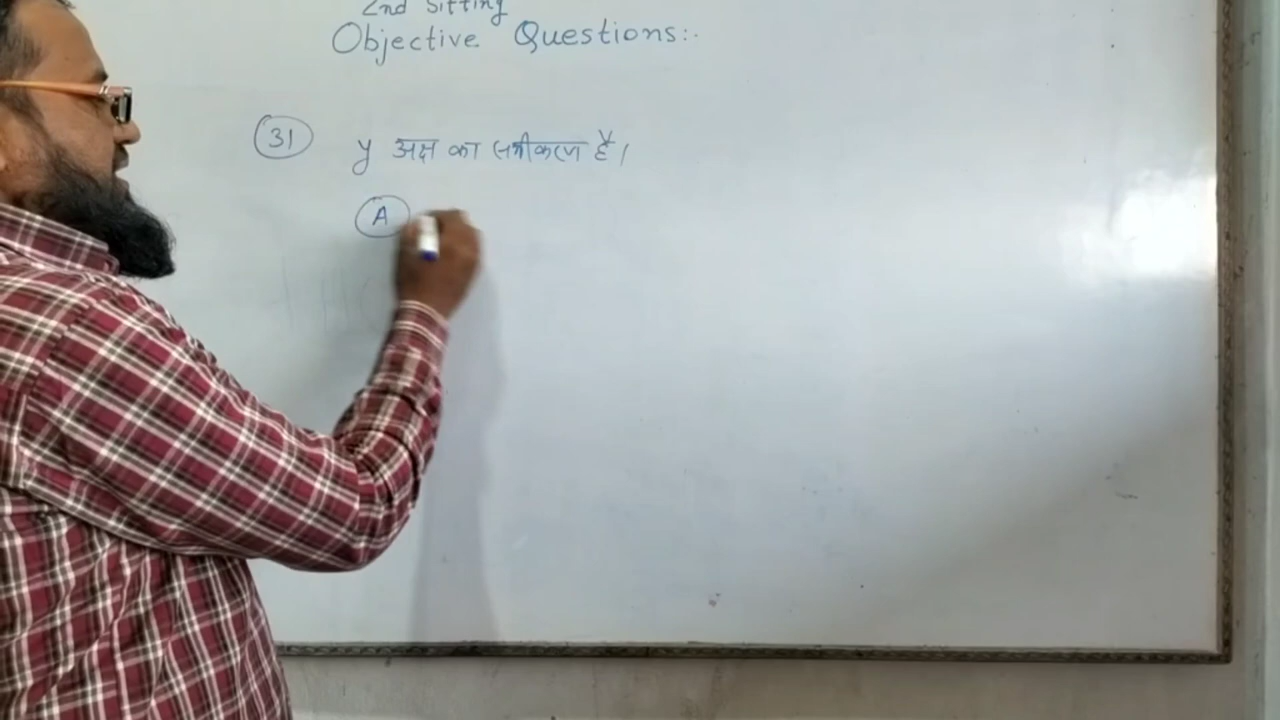 2nd Sitting
Objective Questions:-
31 y अक्ष का समीकरण है।
A